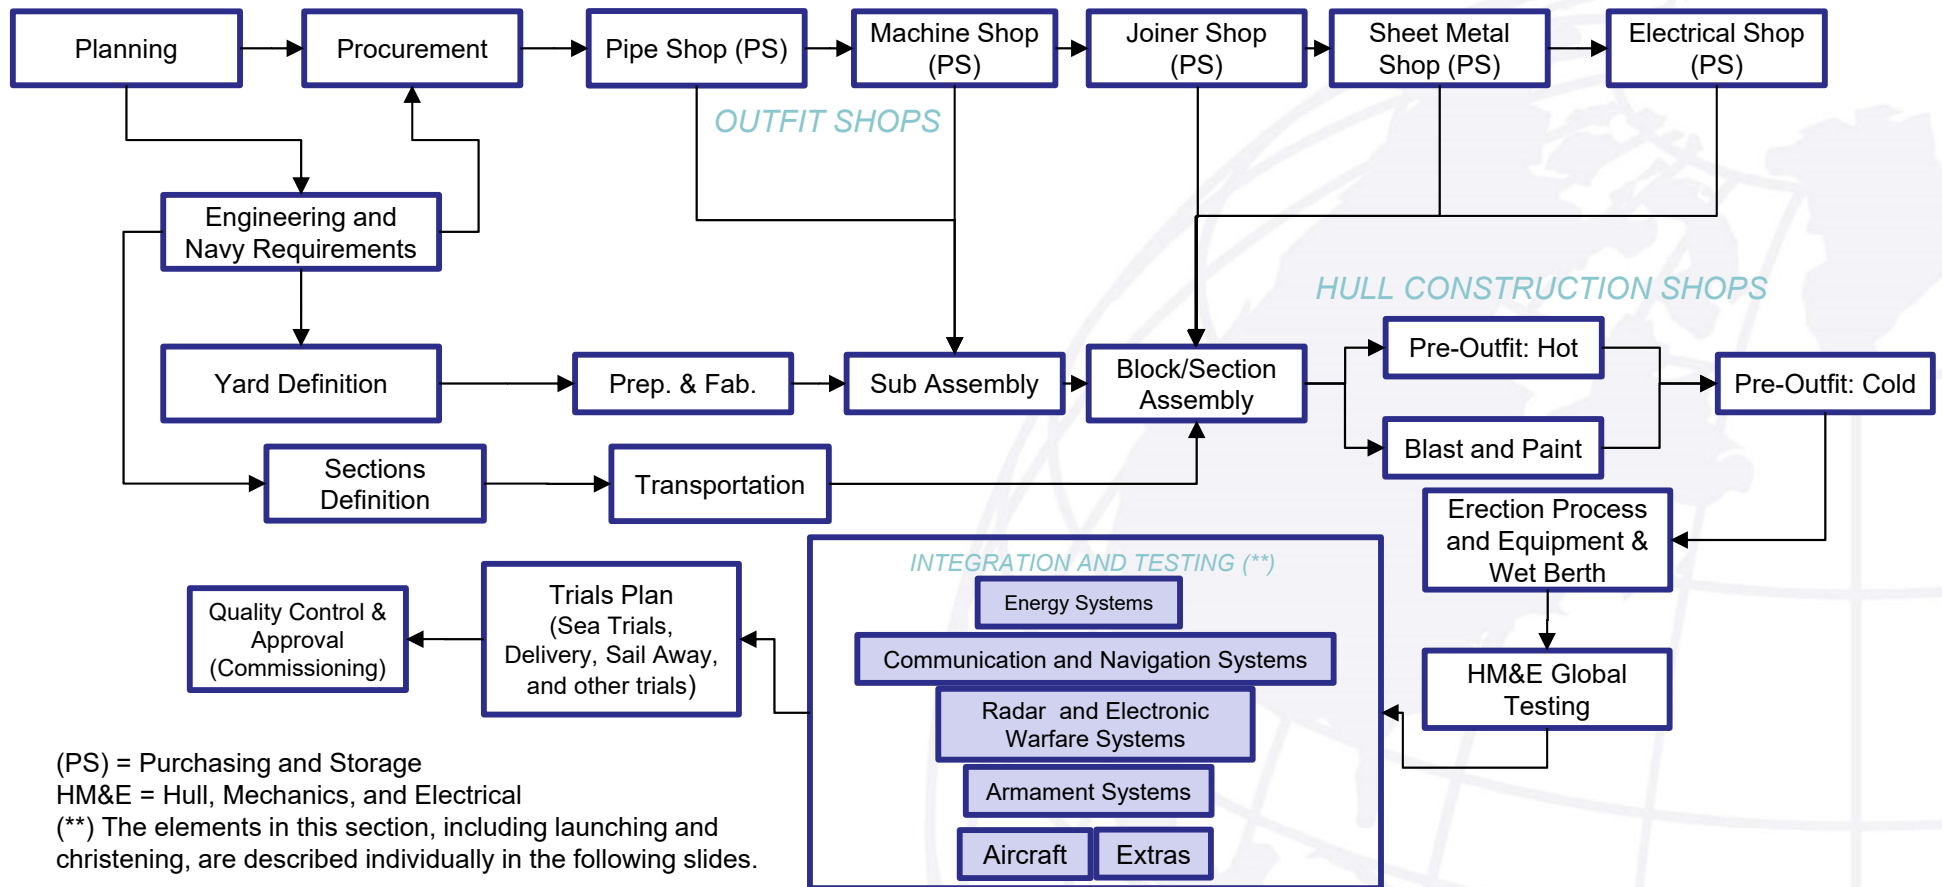 Planning
Procurement
Pipe Shop (PS)
Machine Shop
(PS)
Joiner Shop
(PS)
Sheet Metal
Shop (PS)
Electrical Shop
(PS)
OUTFIT SHOPS
Engineering and
Navy Requirements
HULL CONSTRUCTION SHOPS
Yard Definition
Prep. & Fab.
Sub Assembly
Block/Section
Assembly
Pre-Outfit: Hot
Pre-Outfit: Cold
Blast and Paint
Sections
Definition
Transportation
Erection Process
and Equipment &
Wet Berth
INTEGRATION AND TESTING (**)
Energy Systems
Communication and Navigation Systems
Radar and Electronic
Warfare Systems
Armament Systems
Aircraft
Extras
HM&E Global
Testing
Trials Plan
(Sea Trials,
Delivery, Sail Away,
and other trials)
Quality Control &
Approval
(Commissioning)
(PS) = Purchasing and Storage
HM&E = Hull, Mechanics, and Electrical
(**) The elements in this section, including launching and
christening, are described individually in the following slides.